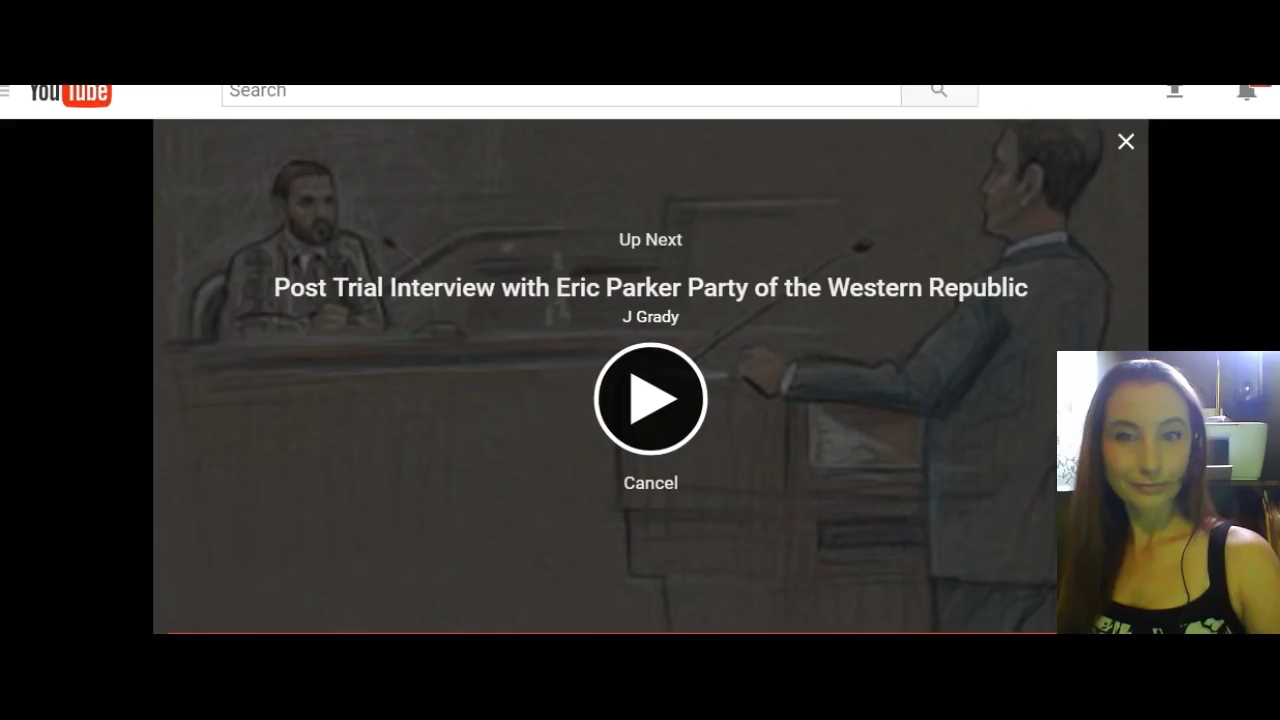 YouTube
Search
Up Next
Post Trial Interview with Eric Parker Party of the Western Republic
J Grady
Cancel